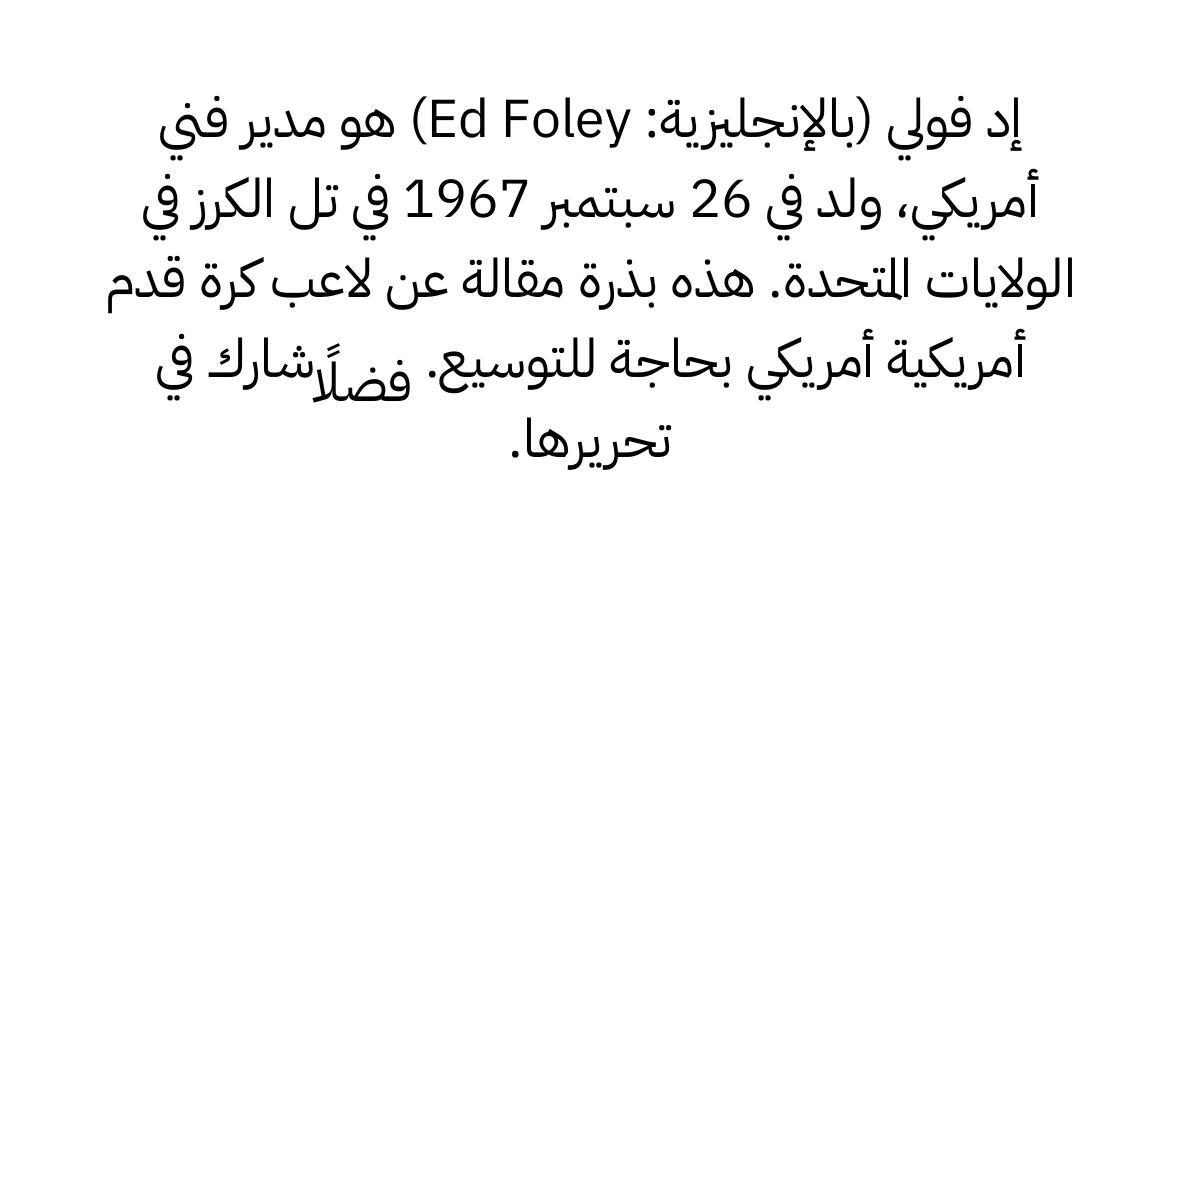 إد فولي (بالإنجليزية: Ed Foley) هو مدير فني
أمريكي، ولد في 26 سبتمبر 1967 في تل الكرز في
الولايات المتحدة. هذه بذرة مقالة عن لاعب كرة قدم
أمريكية أمريكي بحاجة للتوسيع. فضلًا شارك في
تحريرها.